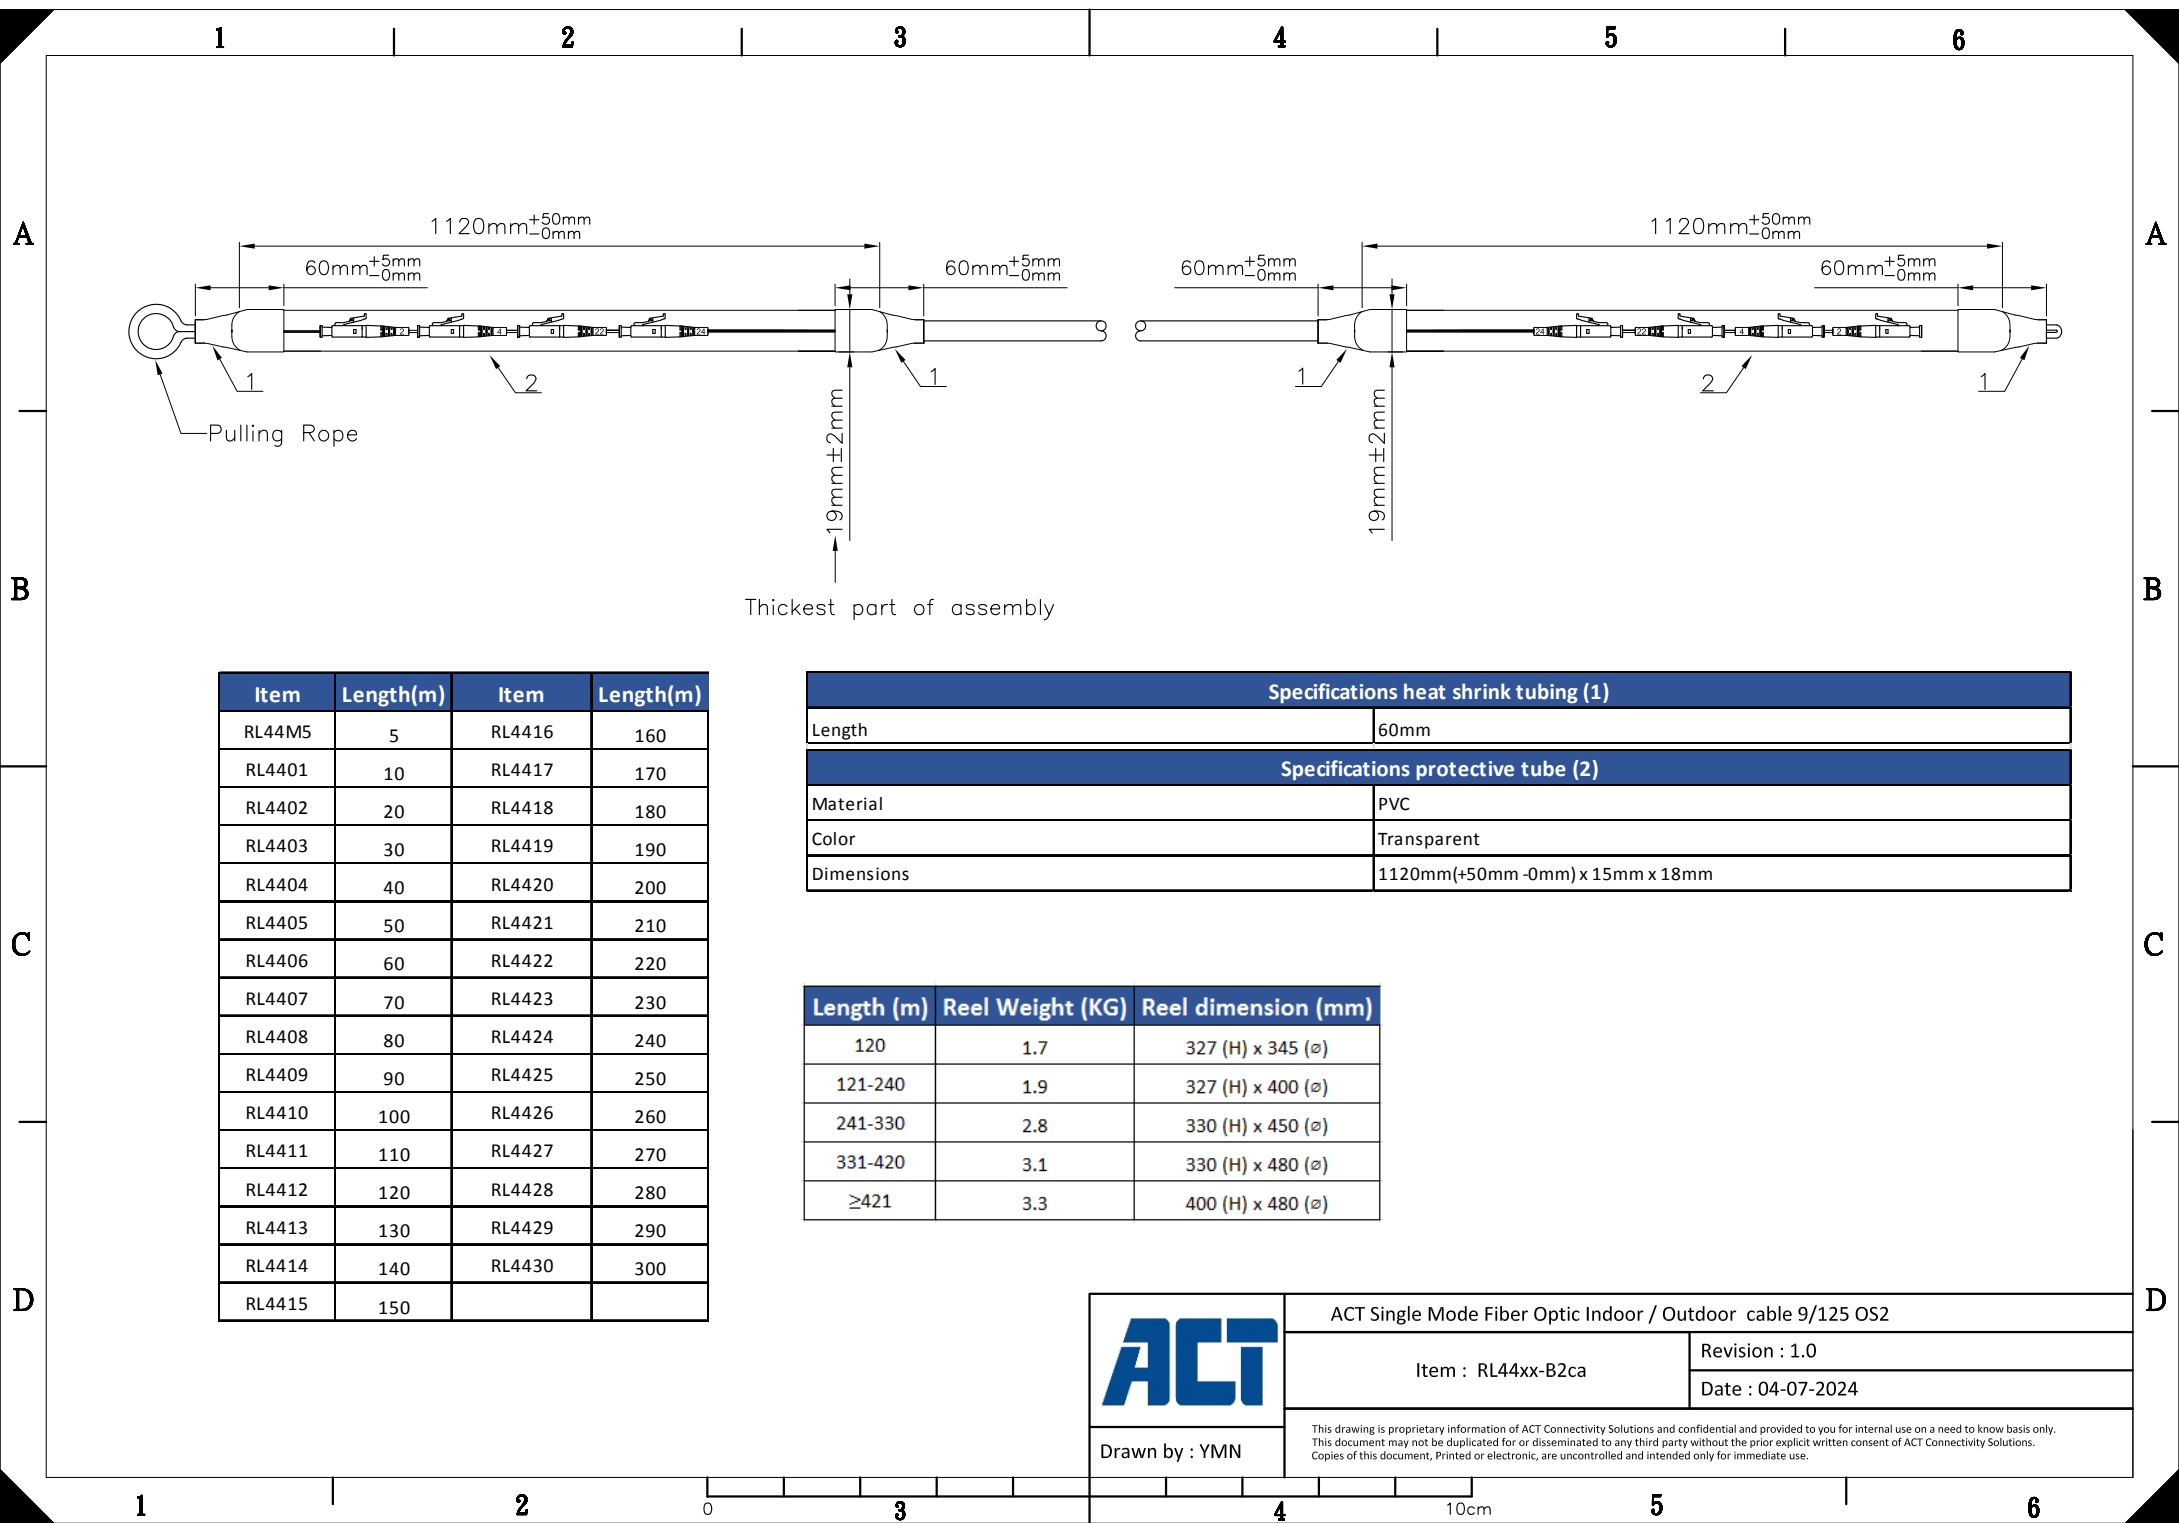 1 2 3 4 5 6
A A
1120mm+50mm-0mm 1120mm+50mm-0mm
60mm+5mm-0mm 60mm+5mm-0mm 60mm+5mm-0mm 60mm+5mm-0mm
2 4 22 24 24 22 4 2
1 2 1 1 2 1
Pulling Rope
19mm±2mm 19mm±2mm
B B
Thickest part of assembly
Item Length(m) Item Length(m)
RL44M5 5 RL4416 160
RL4401 10 RL4417 170
RL4402 20 RL4418 180
RL4403 30 RL4419 190
RL4404 40 RL4420 200
RL4405 50 RL4421 210
RL4406 60 RL4422 220
RL4407 70 RL4423 230
RL4408 80 RL4424 240
RL4409 90 RL4425 250
RL4410 100 RL4426 260
RL4411 110 RL4427 270
RL4412 120 RL4428 280
RL4413 130 RL4429 290
RL4414 140 RL4430 300
RL4415 150
Specifications heat shrink tubing (1)
Length 60mm
Specifications protective tube (2)
Material PVC
Color Transparent
Dimensions 1120mm(+50mm -0mm) x 15mm x 18mm
C C
Length (m) Reel Weight (KG) Reel dimension (mm)
120 1.7 327 (H) x 345 (⌀)
121-240 1.9 327 (H) x 400 (⌀)
241-330 2.8 330 (H) x 450 (⌀)
331-420 3.1 330 (H) x 480 (⌀)
≥421 3.3 400 (H) x 480 (⌀)
D D
ACT
ACT Single Mode Fiber Optic Indoor / Outdoor cable 9/125 OS2
Item : RL44xx-B2ca
Revision : 1.0
Date : 04-07-2024
Drawn by : YMN
This drawing is proprietary information of ACT Connectivity Solutions and confidential and provided to you for internal use on a need to know basis only.
This document may not be duplicated for or disseminated to any third party without the prior explicit written consent of ACT Connectivity Solutions.
Copies of this document, Printed or electronic, are uncontrolled and intended only for immediate use.
1 2 0 3 4 10cm 5 6